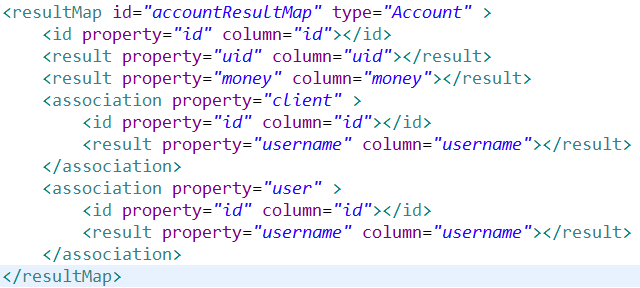 <resultMap id="accountResultMap" type="Account" >
<id property="id" column="id"></id>
<result property="uid" column="uid"></result>
<result property="money" column="money"></result>
<association property="client" >
<id property="id" column="id"></id>
<result property="username" column="username"></result>
</association>
<association property="user" >
<id property="id" column="id"></id>
<result property="username" column="username"></result>
</association>
</resultMap>